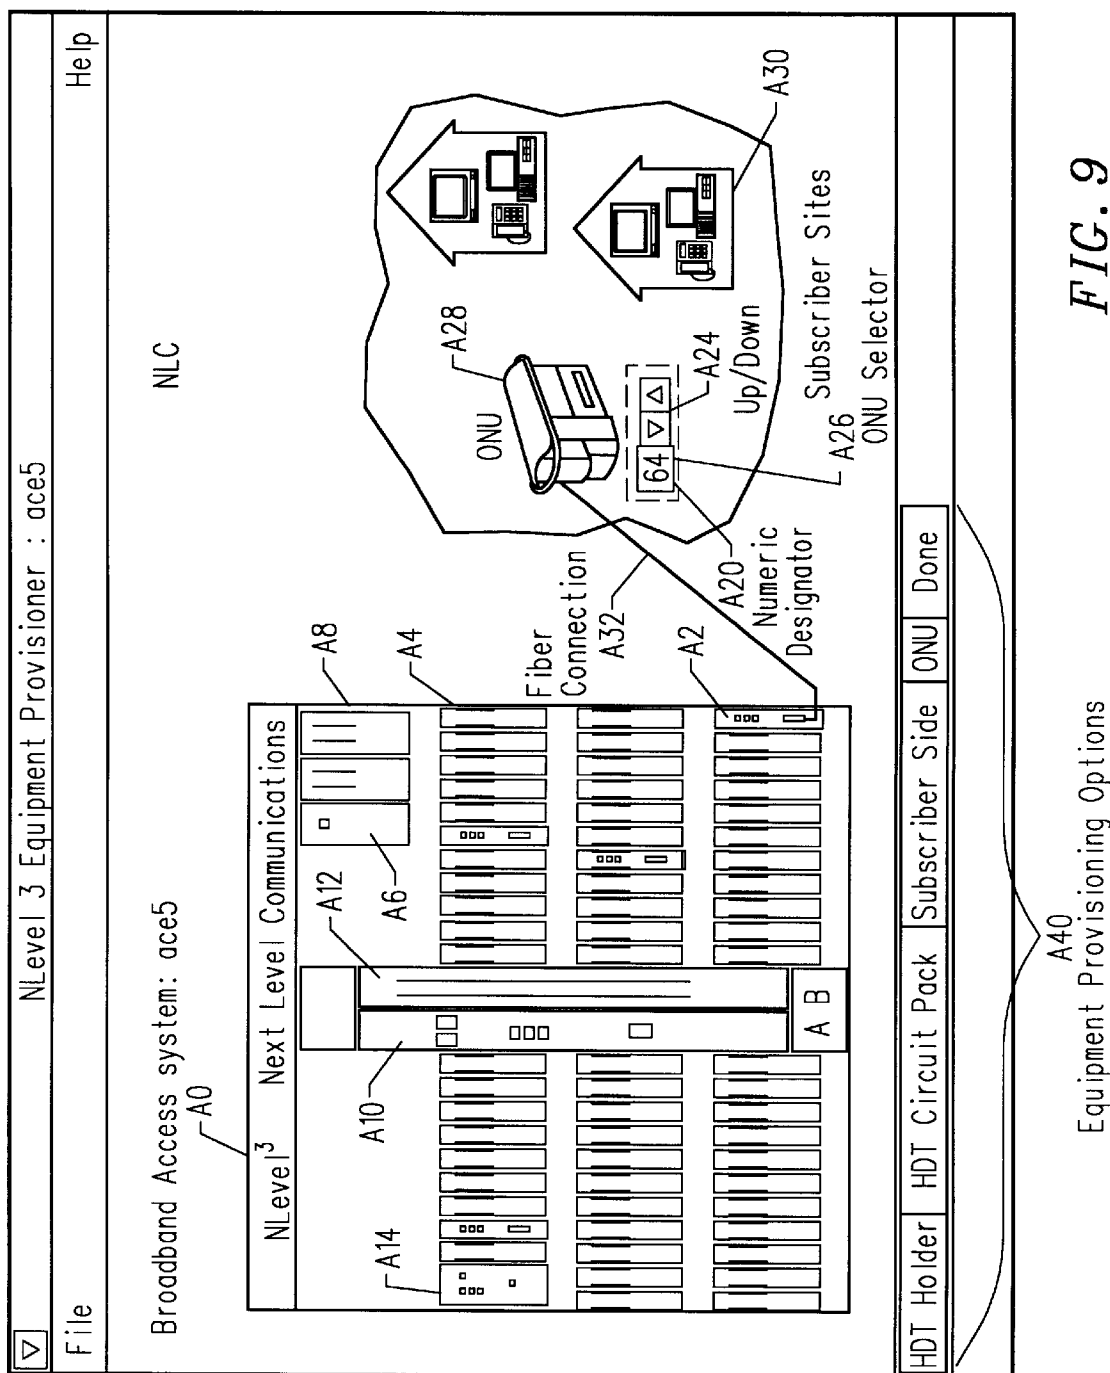 NLevel 3 Equipment Provisioner : ace5
File
Help
Broadband Access system: ace5
NLC
A0
NLevel3
Next Level Communications
A8
A14
A10
A12
A6
A4
A2
A B
Fiber
Connection
A32
ONU
A28
64
A20
Numeric
Designator
A24
Up/Down
A26
ONU Selector
Subscriber Sites
A30
HDT Holder
HDT Circuit Pack
Subscriber Side
ONU
Done
A40
Equipment Provisioning Options
FIG. 9